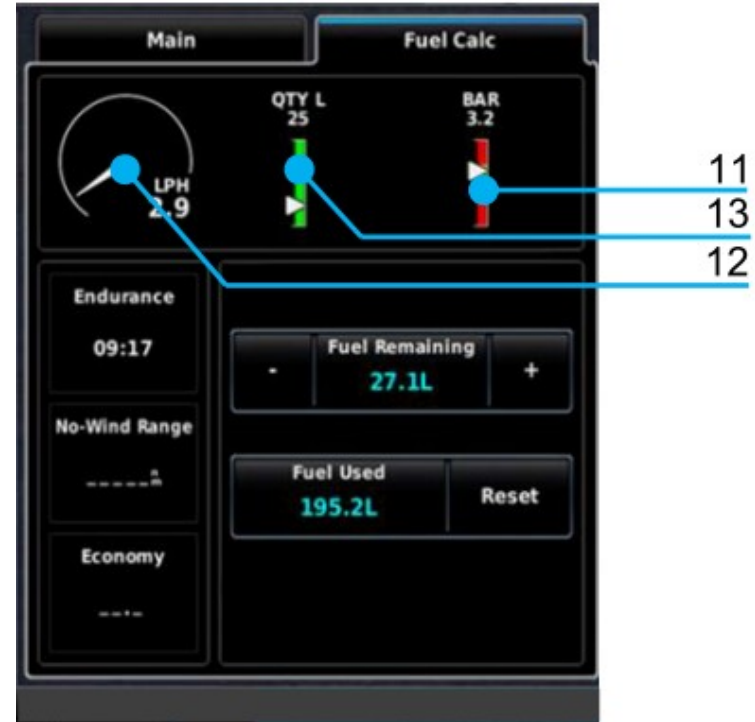 Main
Fuel Calc
QTY L
25
BAR
3.2
LPH
2.9
11
13
12
Endurance
09:17
No-Wind Range
-----
Economy
--.-
-
Fuel Remaining
27.1L
+
Fuel Used
195.2L
Reset